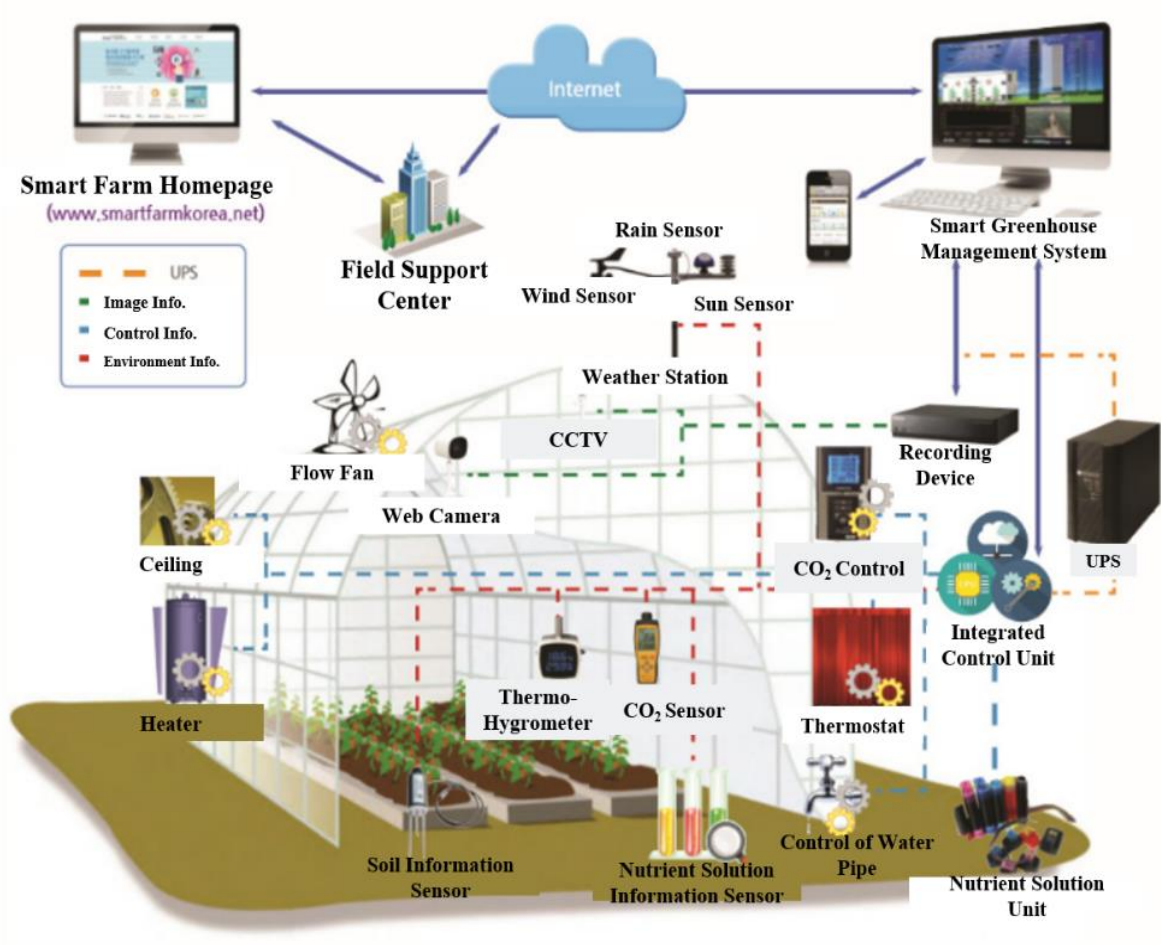 Internet
Smart Farm Homepage
(www.smartfarmkorea.net)
Field Support
Center
Smart Greenhouse
Management System
Rain Sensor
Wind Sensor
Sun Sensor
Weather Station
UPS
Image Info.
Control Info.
Environment Info.
CCTV
Flow Fan
Web Camera
Recording
Device
Ceiling
CO₂ Control
UPS
Integrated
Control Unit
Thermo-
Hygrometer
CO₂ Sensor
Heater
Thermostat
Soil Information
Sensor
Nutrient Solution
Information Sensor
Control of Water
Pipe
Nutrient Solution
Unit